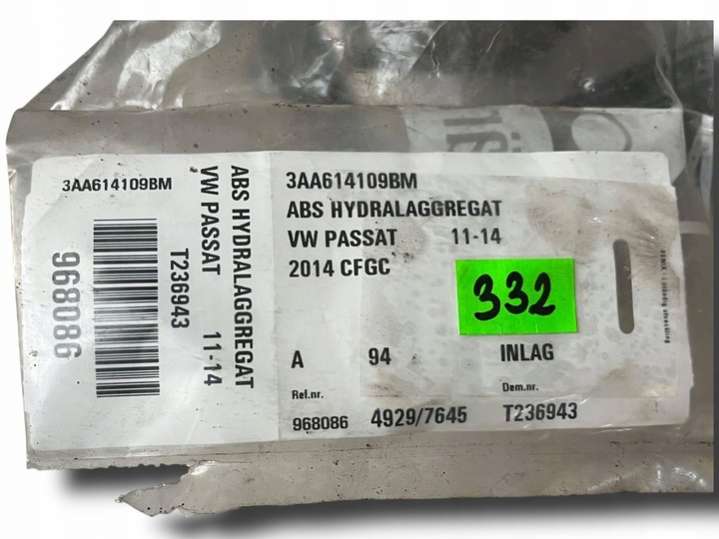 3AA614109BM
968086
T236943
VW PASSAT 11-14
ABS HYDRALAGGREGAT
3AA614109BM
ABS HYDRALAGGREGAT
VW PASSAT 11-14
2014 CFGC
332
A 94 INLAG
Ref.nr. Dem.nr.
968086 4929/7645 T236943